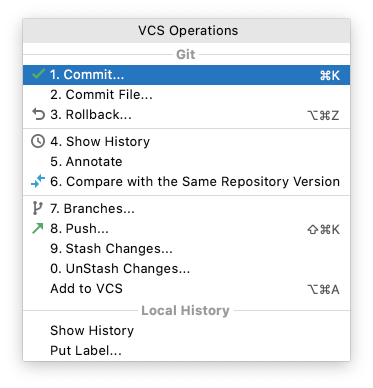 VCS Operations
Git
1. Commit... ⌘K
2. Commit File...
3. Rollback... ⌥⌘Z
4. Show History
5. Annotate
6. Compare with the Same Repository Version
7. Branches...
8. Push... ⇧⌘K
9. Stash Changes...
0. UnStash Changes...
Add to VCS ⌥⌘A
Local History
Show History
Put Label...